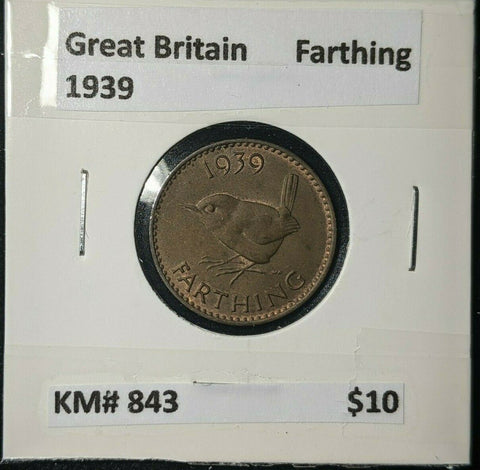 Great Britain Farthing
1939
1939
FARTHING
KM# 843 $10